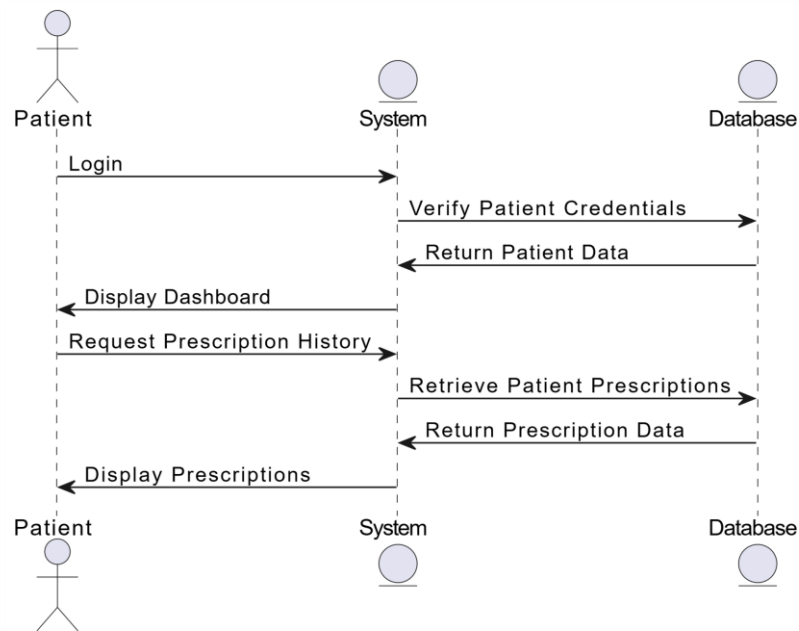 Patient
System
Database
Login
Verify Patient Credentials
Return Patient Data
Display Dashboard
Request Prescription History
Retrieve Patient Prescriptions
Return Prescription Data
Display Prescriptions
Patient
System
Database